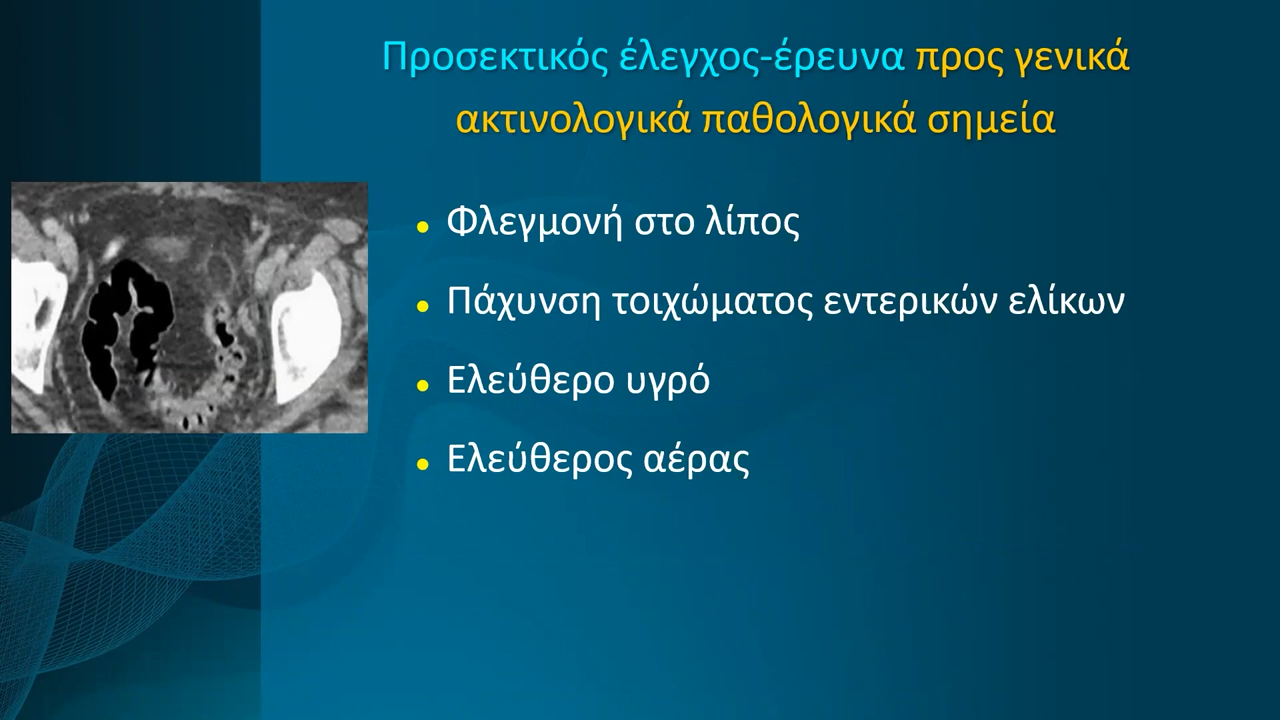 Προσεκτικός έλεγχος-έρευνα προς γενικά
ακτινολογικά παθολογικά σημεία
• Φλεγμονή στο λίπος
• Πάχυνση τοιχώματος εντερικών ελίκων
• Ελεύθερο υγρό
• Ελεύθερος αέρας